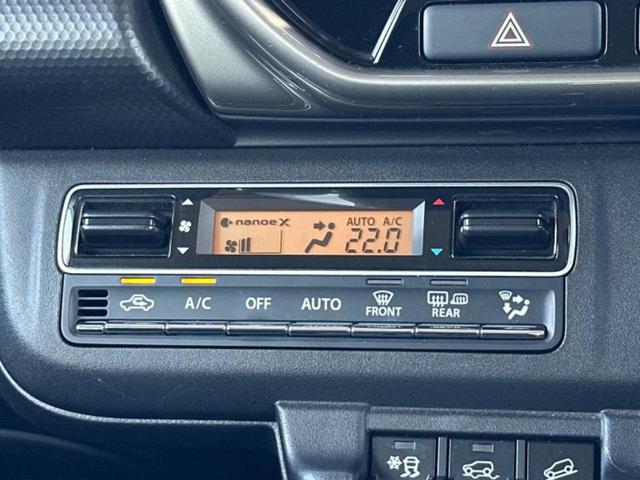 nanoeX AUTO A/C
22.0
A/C OFF AUTO FRONT REAR